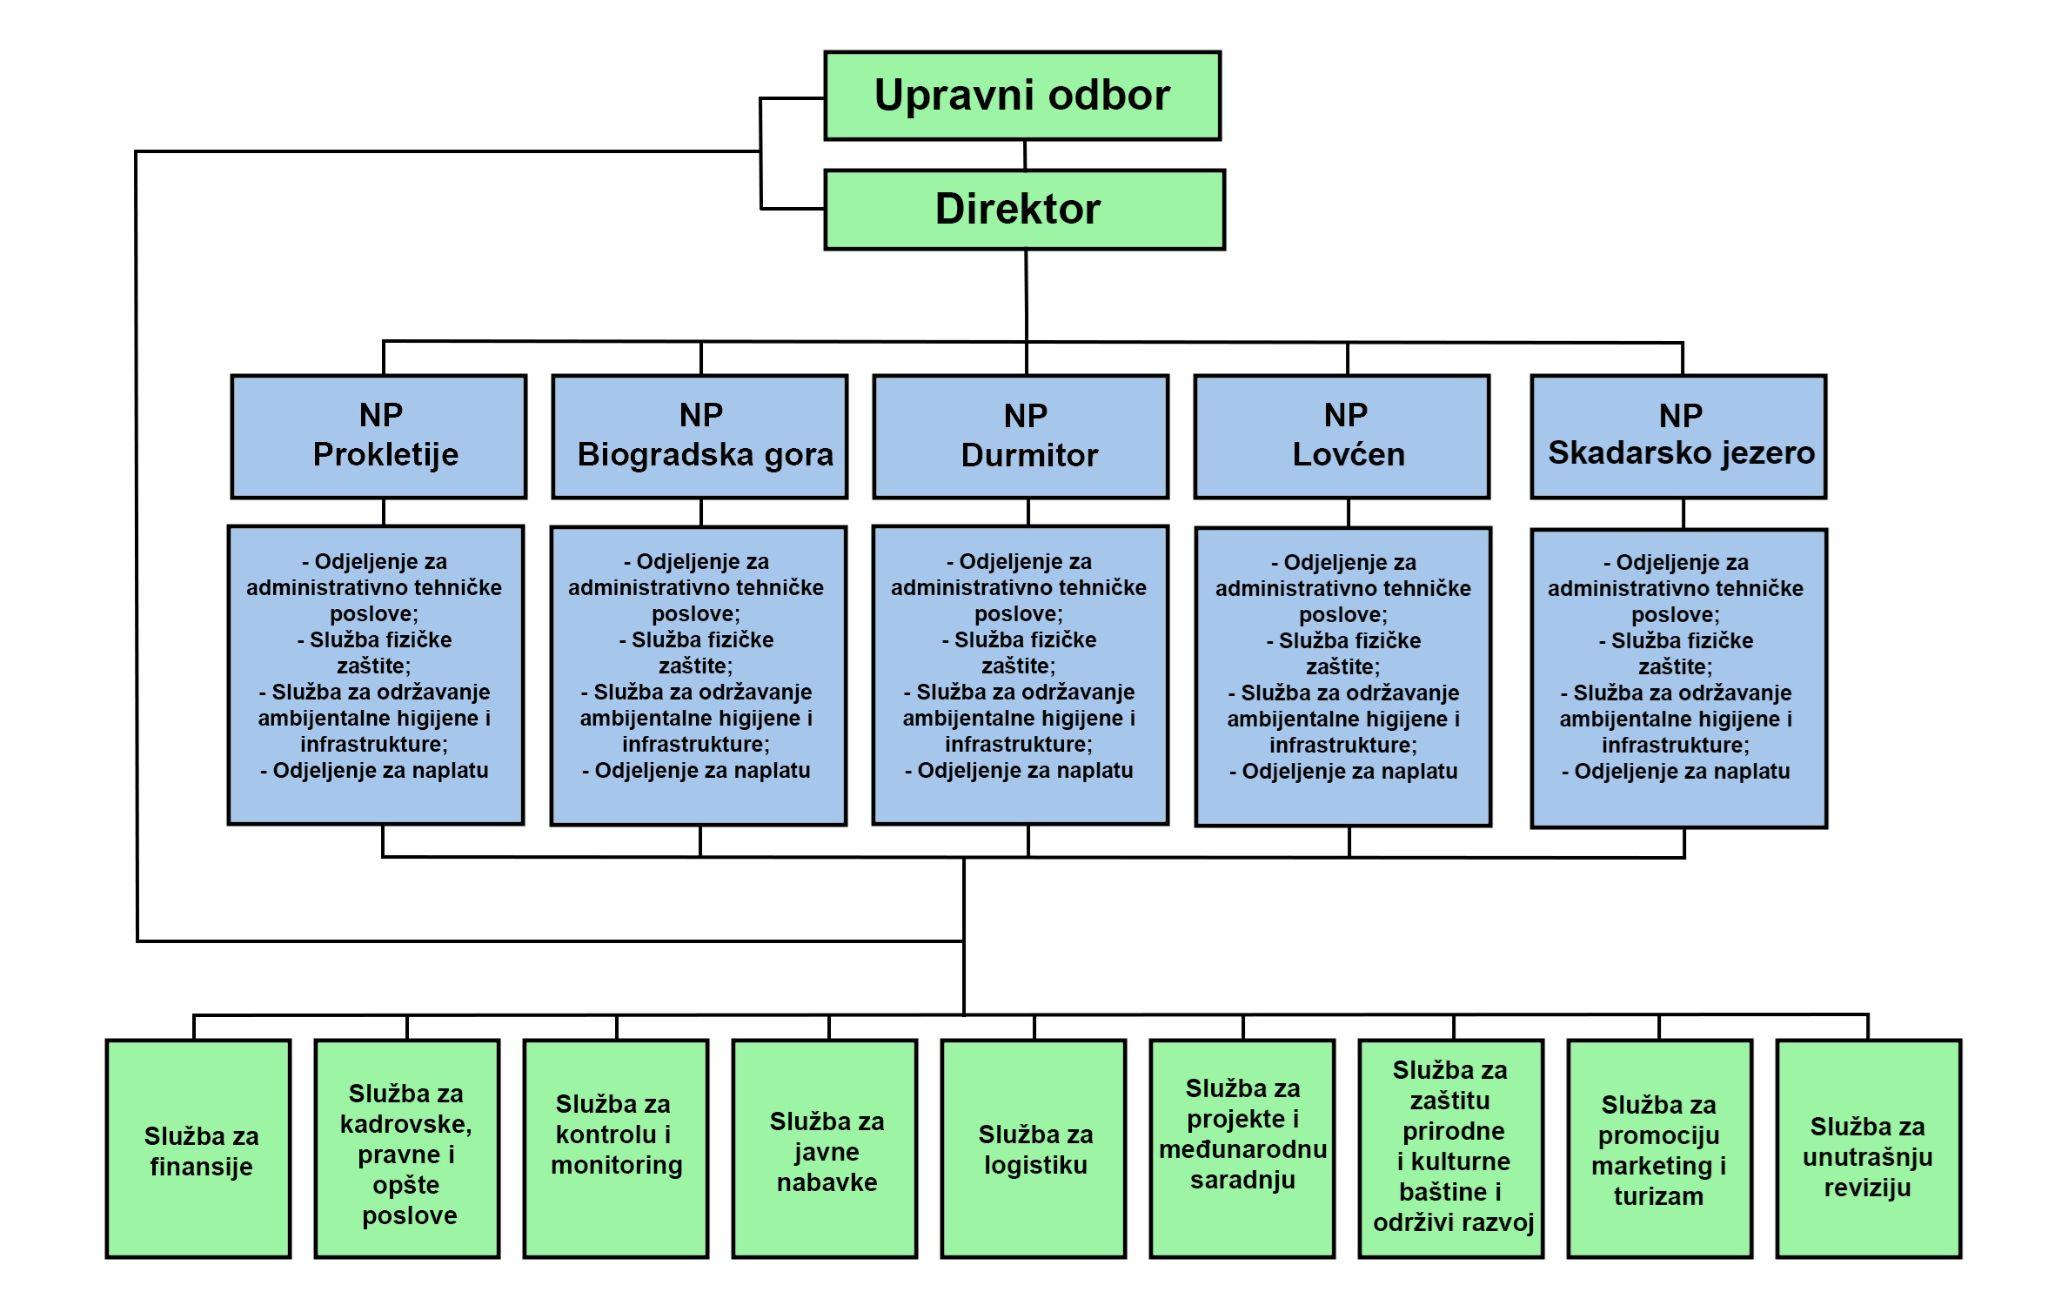 Upravni odbor
Direktor
NP
Prokletije
NP
Biogradska gora
NP
Durmitor
NP
Lovćen
NP
Skadarsko jezero
- Odjeljenje za
administrativno tehničke
poslove;
- Služba fizičke
zaštite;
- Služba za održavanje
ambijentalne higijene i
infrastrukture;
- Odjeljenje za naplatu
- Odjeljenje za
administrativno tehničke
poslove;
- Služba fizičke
zaštite;
- Služba za održavanje
ambijentalne higijene i
infrastrukture;
- Odjeljenje za naplatu
- Odjeljenje za
administrativno tehničke
poslove;
- Služba fizičke
zaštite;
- Služba za održavanje
ambijentalne higijene i
infrastrukture;
- Odjeljenje za naplatu
- Odjeljenje za
administrativno tehničke
poslove;
- Služba fizičke
zaštite;
- Služba za održavanje
ambijentalne higijene i
infrastrukture;
- Odjeljenje za naplatu
- Odjeljenje za
administrativno tehničke
poslove;
- Služba fizičke
zaštite;
- Služba za održavanje
ambijentalne higijene i
infrastrukture;
- Odjeljenje za naplatu
Služba za
finansije
Služba za
kadrovske,
pravne i
opšte
poslove
Služba za
kontrolu i
monitoring
Služba za
javne
nabavke
Služba za
logistiku
Služba za
projekte i
međunarodnu
saradnju
Služba za
zaštitu
prirodne
i kulturne
baštine i
održivi razvoj
Služba za
promociju
marketing i
turizam
Služba za
unutrašnju
reviziju